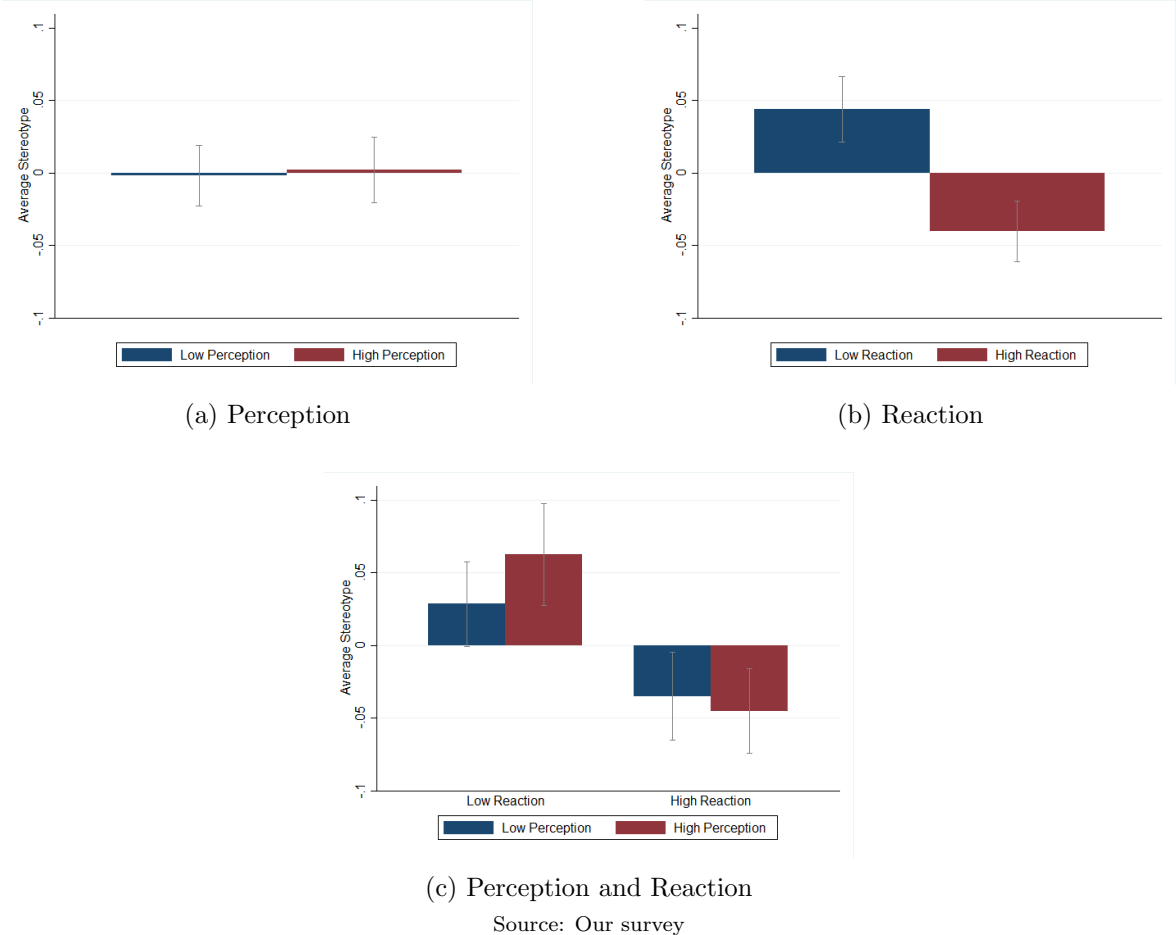 Average Stereotype
.1
.05
0
-.05
-.1
Low Perception High Perception
(a) Perception
Average Stereotype
.1
.05
0
-.05
-.1
Low Reaction High Reaction
(b) Reaction
Average Stereotype
.1
.05
0
-.05
-.1
Low Reaction High Reaction
Low Perception High Perception
(c) Perception and Reaction
Source: Our survey